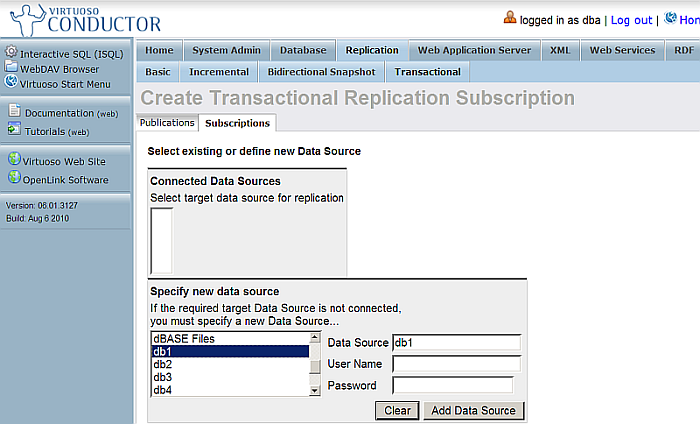 VIRTUOSO
CONDUCTOR
logged in as dba | Log out | Hon
Interactive SQL (ISQL)
WebDAV Browser
Virtuoso Start Menu
Documentation (web)
Tutorials (web)
Virtuoso Web Site
OpenLink Software
Version: 06.01.3127
Build: Aug 6 2010
Home System Admin Database Replication Web Application Server XML Web Services RDF
Basic Incremental Bidirectional Snapshot Transactional
Create Transactional Replication Subscription
Publications Subscriptions
Select existing or define new Data Source
Connected Data Sources
Select target data source for replication
Specify new data source
If the required target Data Source is not connected,
you must specify a new Data Source...
dBASE Files
db1
db2
db3
db4
Data Source db1
User Name
Password
Clear Add Data Source